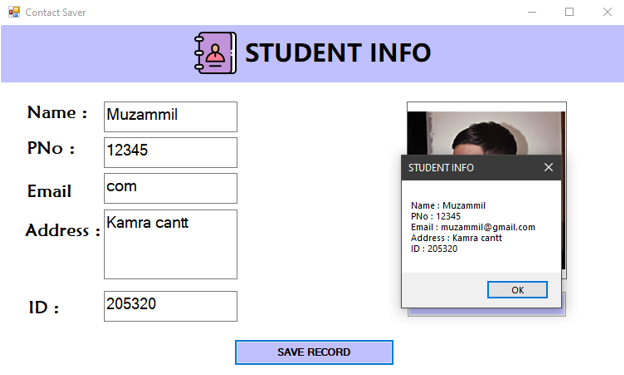 Contact Saver
STUDENT INFO
Name :
Muzammil
PNo :
12345
Email
com
Address :
Kamra cantt
ID :
205320
STUDENT INFO
Name : Muzammil
PNo : 12345
Email : muzammil@gmail.com
Address : Kamra cantt
ID : 205320
OK
SAVE RECORD